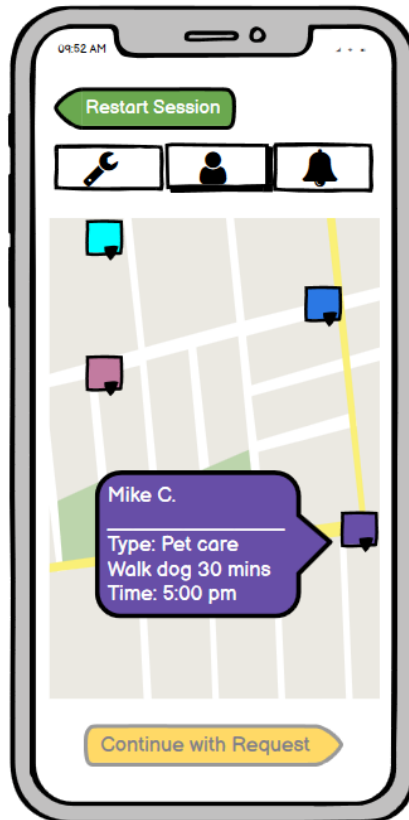 09:52 AM
Restart Session
Mike C.
Type: Pet care
Walk dog 30 mins
Time: 5:00 pm
Continue with Request